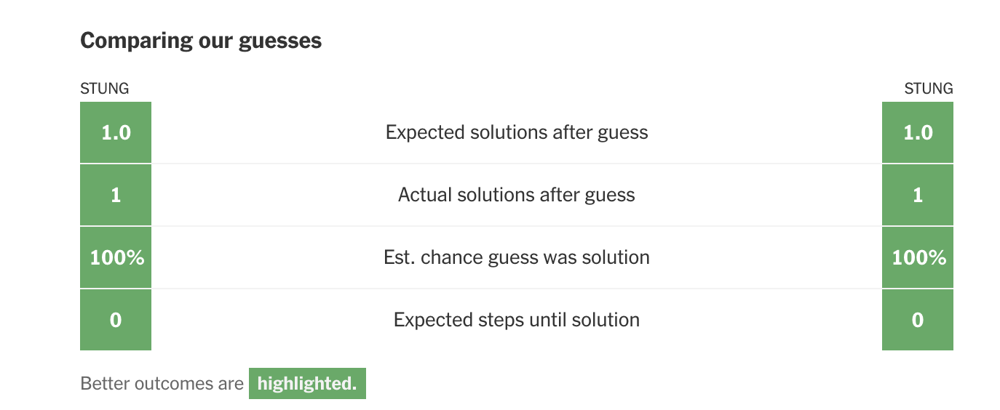 Comparing our guesses
STUNG STUNG
1.0 Expected solutions after guess 1.0
1 Actual solutions after guess 1
100% Est. chance guess was solution 100%
0 Expected steps until solution 0
Better outcomes are highlighted.